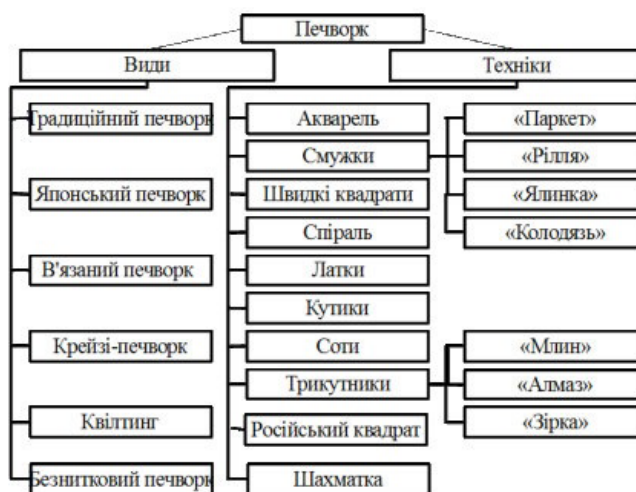 Печворк
Види
Техніки
Традиційний печворк
Японський печворк
В'язаний печворк
Крейзі-печворк
Квілтинг
Безнитковий печворк
Акварель
Смужки
Швидкі квадрати
Спіраль
Латки
Кутики
Соти
Трикутники
Російський квадрат
Шахматка
«Паркет»
«Рілля»
«Ялинка»
«Колодязь»
«Млин»
«Алмаз»
«Зірка»